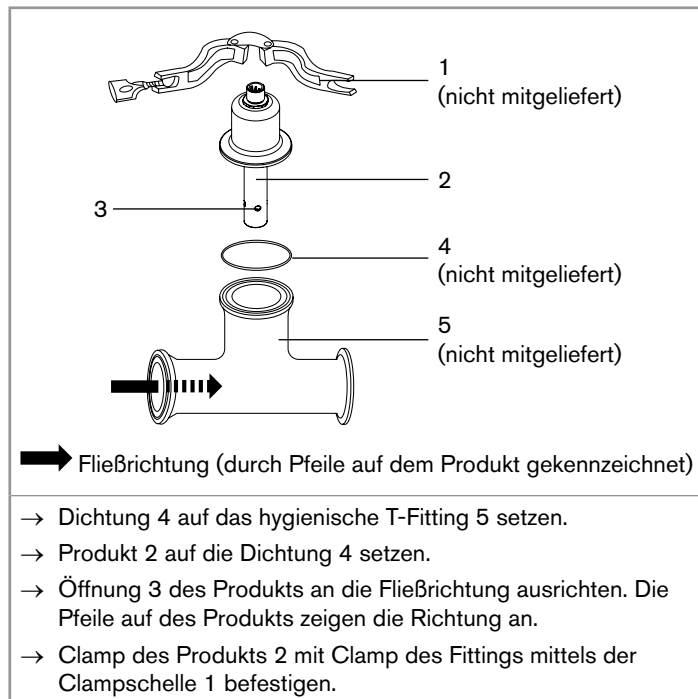 1
(nicht mitgeliefert)
2
3
4
(nicht mitgeliefert)
5
(nicht mitgeliefert)
Fließrichtung (durch Pfeile auf dem Produkt gekennzeichnet)
→ Dichtung 4 auf das hygienische T-Fitting 5 setzen.
→ Produkt 2 auf die Dichtung 4 setzen.
→ Öffnung 3 des Produkts an die Fließrichtung ausrichten. Die
Pfeile auf des Produkts zeigen die Richtung an.
→ Clamp des Produkts 2 mit Clamp des Fittings mittels der
Clampschelle 1 befestigen.